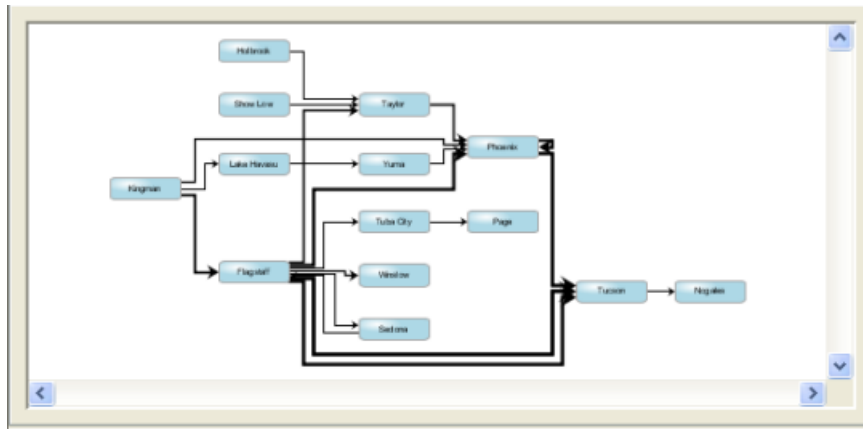 Holbrook
Show Low
Taylor
Phoenix
Lake Havasu
Yuma
Kingman
Tuba City
Page
Flagstaff
Winslow
Tucson
Nogales
Sedona